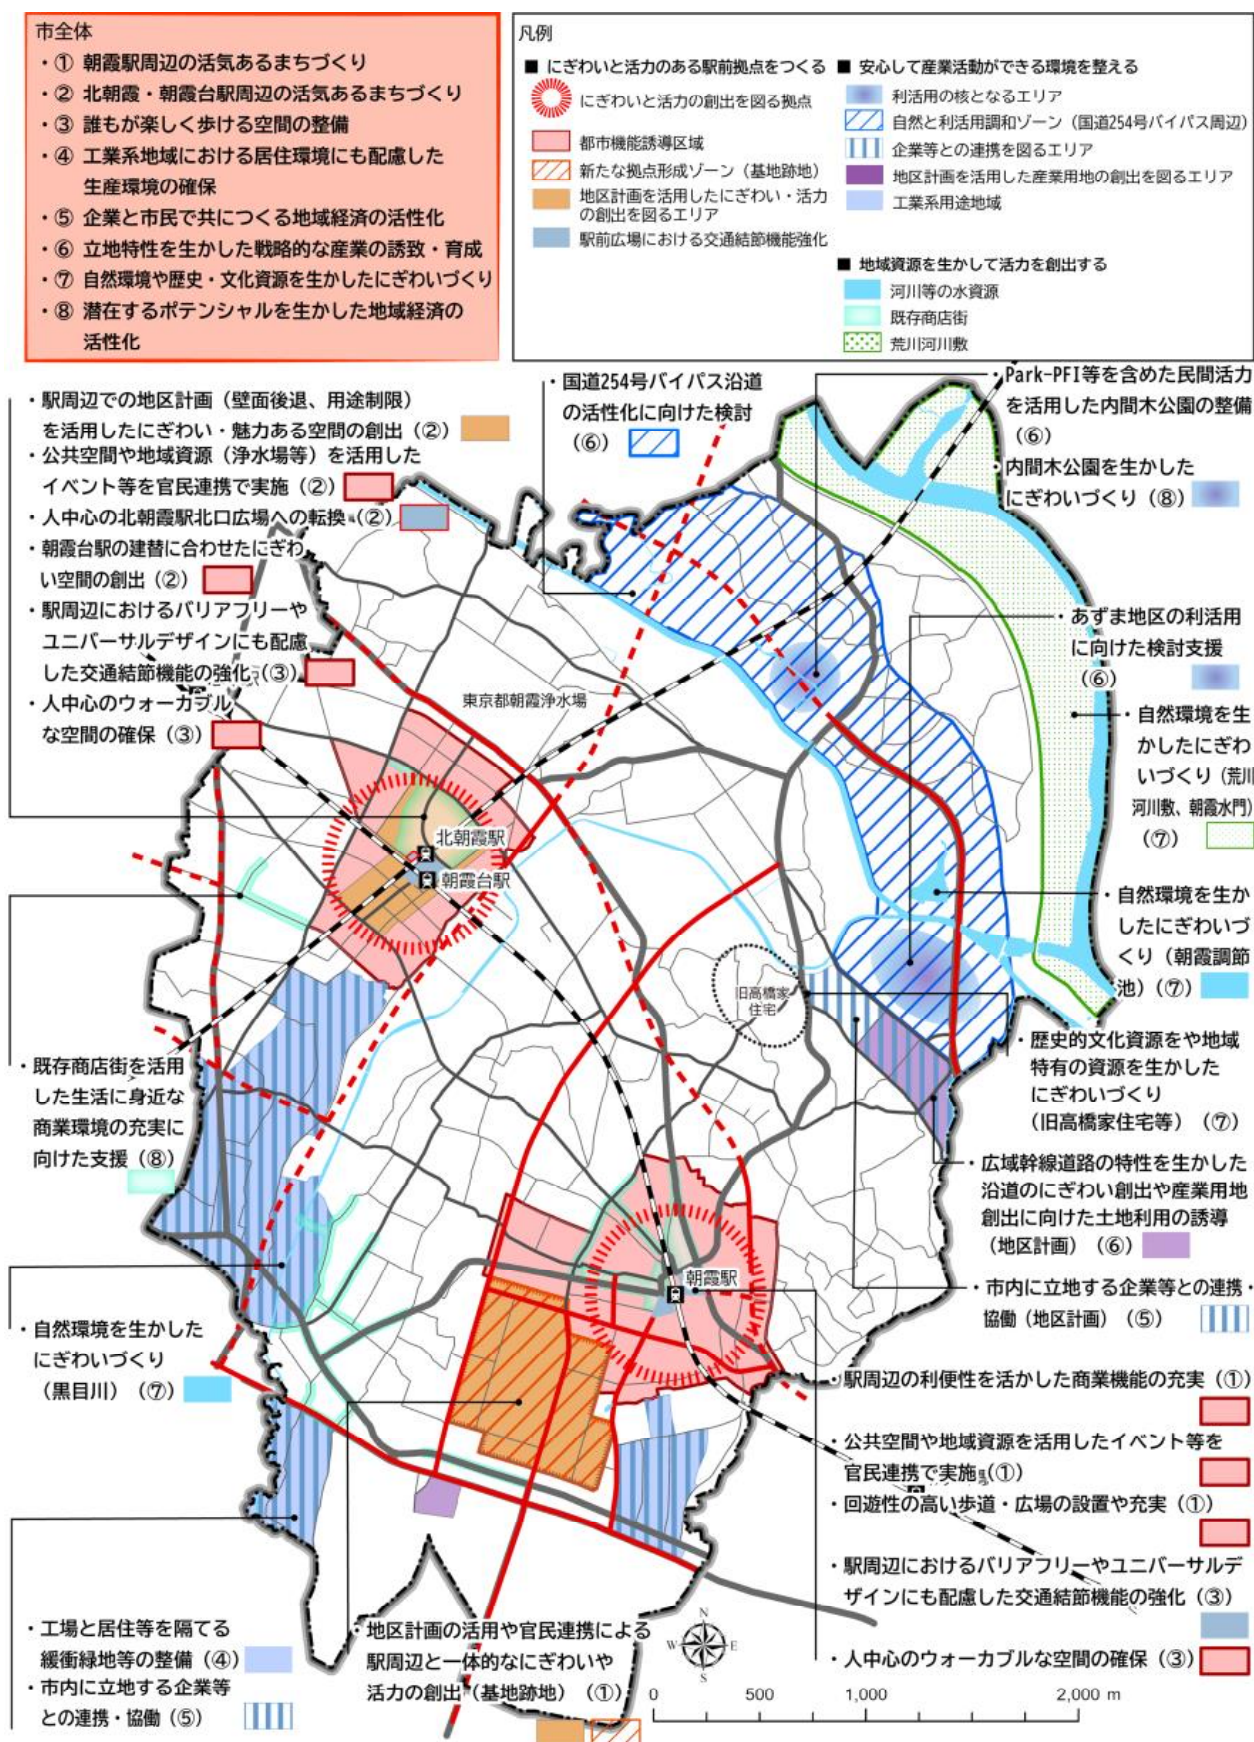 市全体
・① 朝霞駅周辺の活気あるまちづくり
・② 北朝霞・朝霞台駅周辺の活気あるまちづくり
・③ 誰もが楽しく歩ける空間の整備
・④ 工業系地域における居住環境にも配慮した
生産環境の確保
・⑤ 企業と市民で共につくる地域経済の活性化
・⑥ 立地特性を生かした戦略的な産業の誘致・育成
・⑦ 自然環境や歴史・文化資源を生かしたにぎわいづくり
・⑧ 潜在するポテンシャルを生かした地域経済の
活性化
凡例
■ にぎわいと活力のある駅前拠点をつくる
にぎわいと活力の創出を図る拠点
都市機能誘導区域
新たな拠点形成ゾーン（基地跡地）
地区計画を活用したにぎわい・活力
の創出を図るエリア
駅前広場における交通結節機能強化
■ 安心して産業活動ができる環境を整える
利活用の核となるエリア
自然と利活用調和ゾーン（国道254号バイパス周辺）
企業等との連携を図るエリア
地区計画を活用した産業用地の創出を図るエリア
工業系用途地域
■ 地域資源を生かして活力を創出する
河川等の水資源
既存商店街
荒川河川敷
・駅周辺での地区計画（壁面後退、用途制限）
を活用したにぎわい・魅力ある空間の創出（②）
・公共空間や地域資源（浄水場等）を活用した
イベント等を官民連携で実施（②）
・人中心の北朝霞駅北口広場への転換（②）
・朝霞台駅の建替に合わせたにぎわ
い空間の創出（②）
・駅周辺におけるバリアフリーや
ユニバーサルデザインにも配慮
した交通結節機能の強化（③）
・人中心のウォーカブル
な空間の確保（③）
・国道254号バイパス沿道
の活性化に向けた検討
（⑥）
・Park-PFI等を含めた民間活力
を活用した内間木公園の整備
（⑥）
・内間木公園を生かした
にぎわいづくり（⑧）
・あずま地区の利活用
に向けた検討支援
（⑥）
・自然環境を生
かしたにぎわ
いづくり（荒川
河川敷、朝霞水門）
（⑦）
・自然環境を生か
したにぎわいづ
くり（朝霞調節
池）（⑦）
東京都朝霞浄水場
北朝霞駅
朝霞台駅
旧高橋家
住宅
・歴史的文化資源をや地域
特有の資源を生かした
にぎわいづくり
（旧高橋家住宅等）（⑦）
・既存商店街を活用
した生活に身近な
商業環境の充実に
向けた支援（⑧）
・広域幹線道路の特性を生かした
沿道のにぎわい創出や産業用地
創出に向けた土地利用の誘導
（地区計画）（⑥）
朝霞駅
・市内に立地する企業等との連携・
協働（地区計画）（⑤）
・自然環境を生かした
にぎわいづくり
（黒目川）（⑦）
・駅周辺の利便性を活かした商業機能の充実（①）
・公共空間や地域資源を活用したイベント等を
官民連携で実施（①）
・回遊性の高い歩道・広場の設置や充実（①）
・駅周辺におけるバリアフリーやユニバーサルデ
ザインにも配慮した交通結節機能の強化（③）
・人中心のウォーカブルな空間の確保（③）
・工場と居住等を隔てる
緩衝緑地等の整備（④）
・市内に立地する企業等
との連携・協働（⑤）
・地区計画の活用や官民連携による
駅周辺と一体的なにぎわいや
活力の創出（基地跡地）（①）
N
W E
S
0 500 1,000 2,000 m